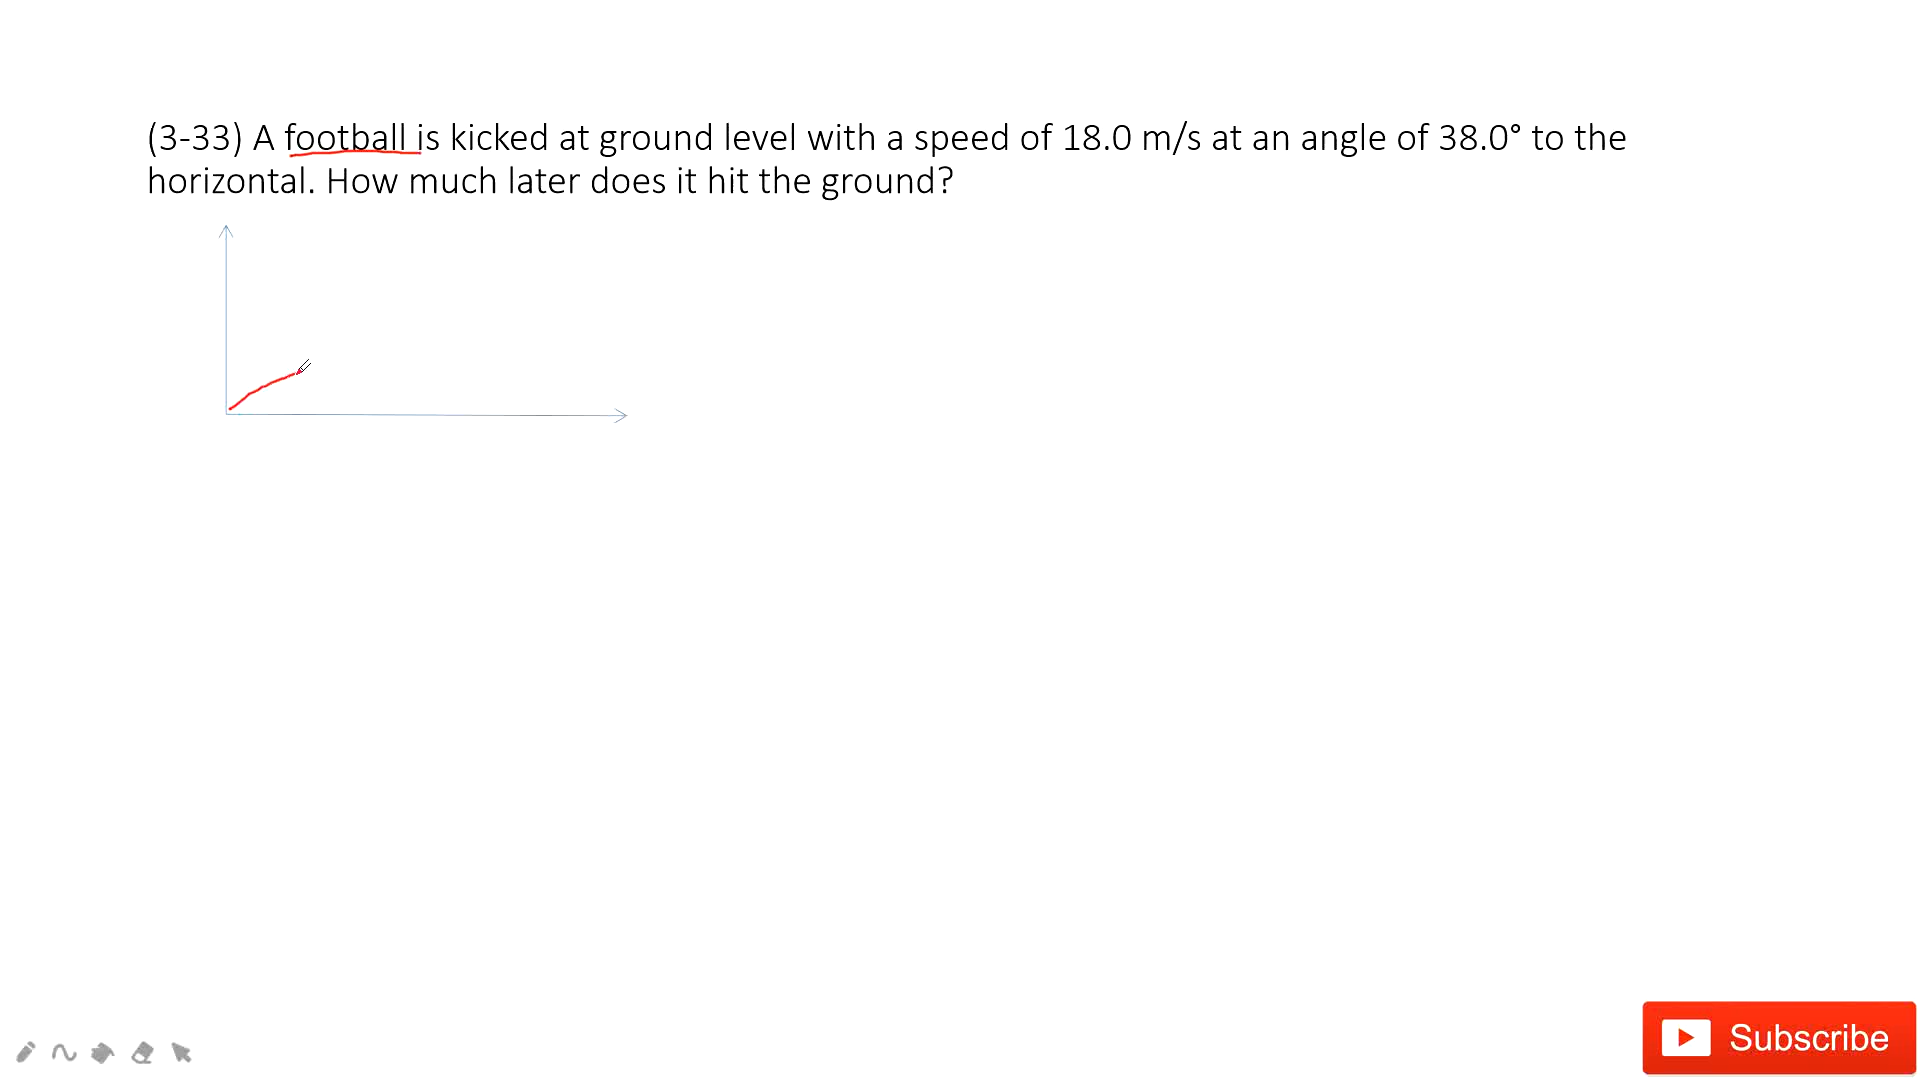 (3-33) A football is kicked at ground level with a speed of 18.0 m/s at an angle of 38.0° to the
horizontal. How much later does it hit the ground?
Subscribe